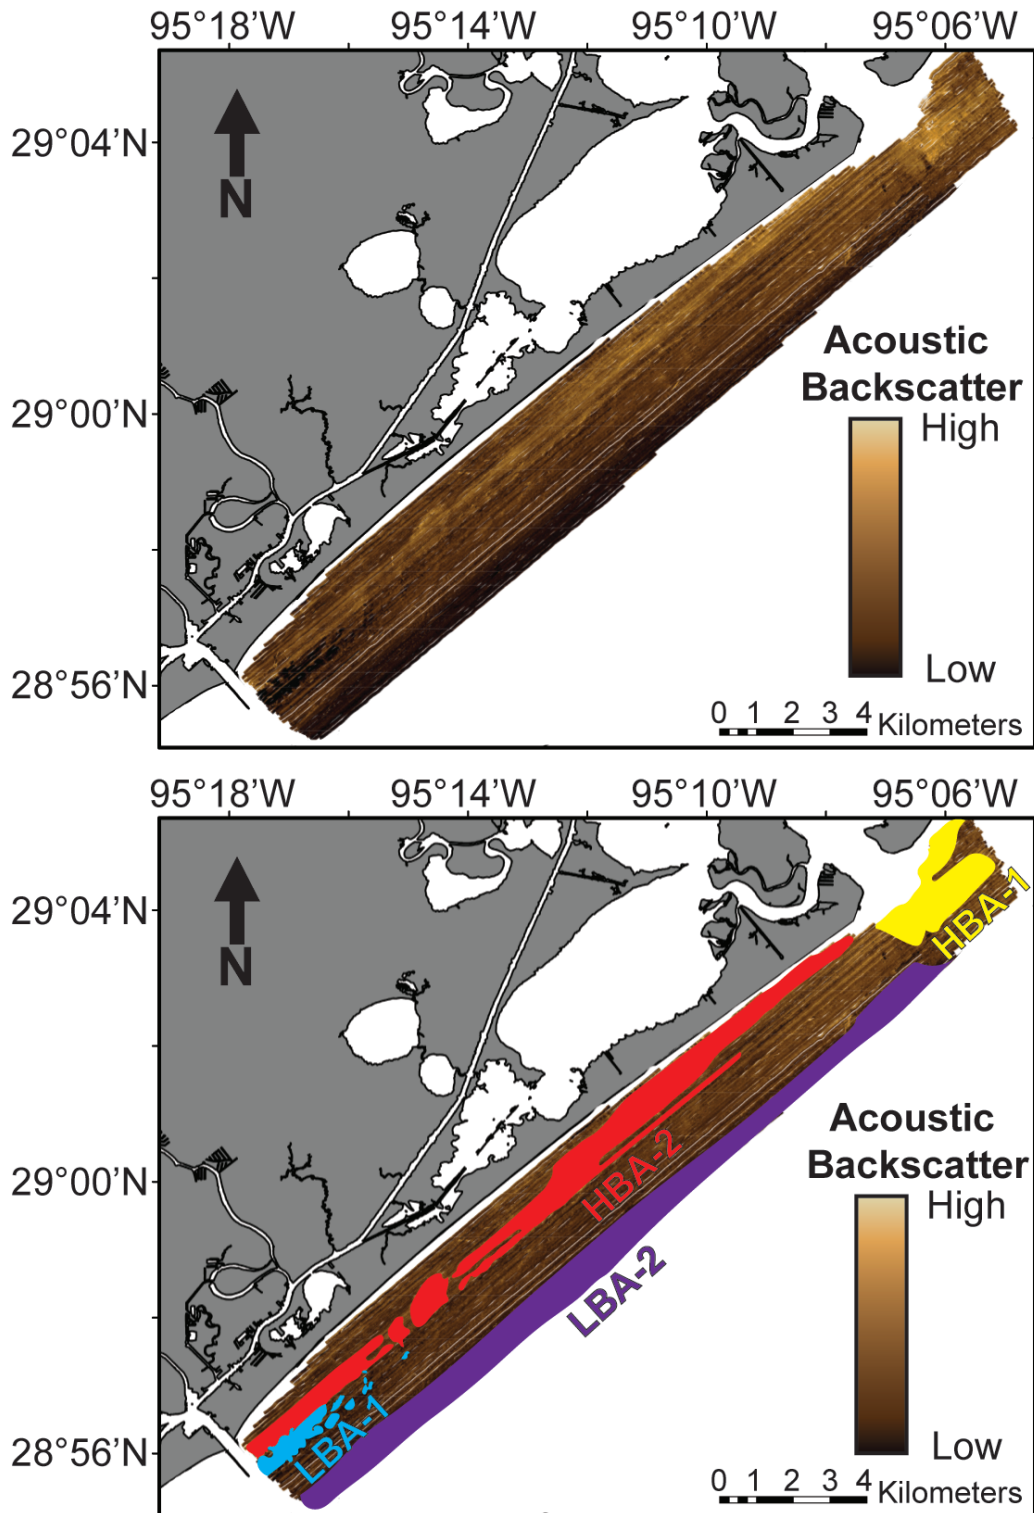 95°18'W 95°14'W 95°10'W 95°06'W
29°04'N
N
29°00'N
28°56'N
Acoustic
Backscatter
High
Low
0 1 2 3 4 Kilometers
95°18'W 95°14'W 95°10'W 95°06'W
29°04'N
N
29°00'N
28°56'N
HBA-1
HBA-2
LBA-2
LBA-1
Acoustic
Backscatter
High
Low
0 1 2 3 4 Kilometers